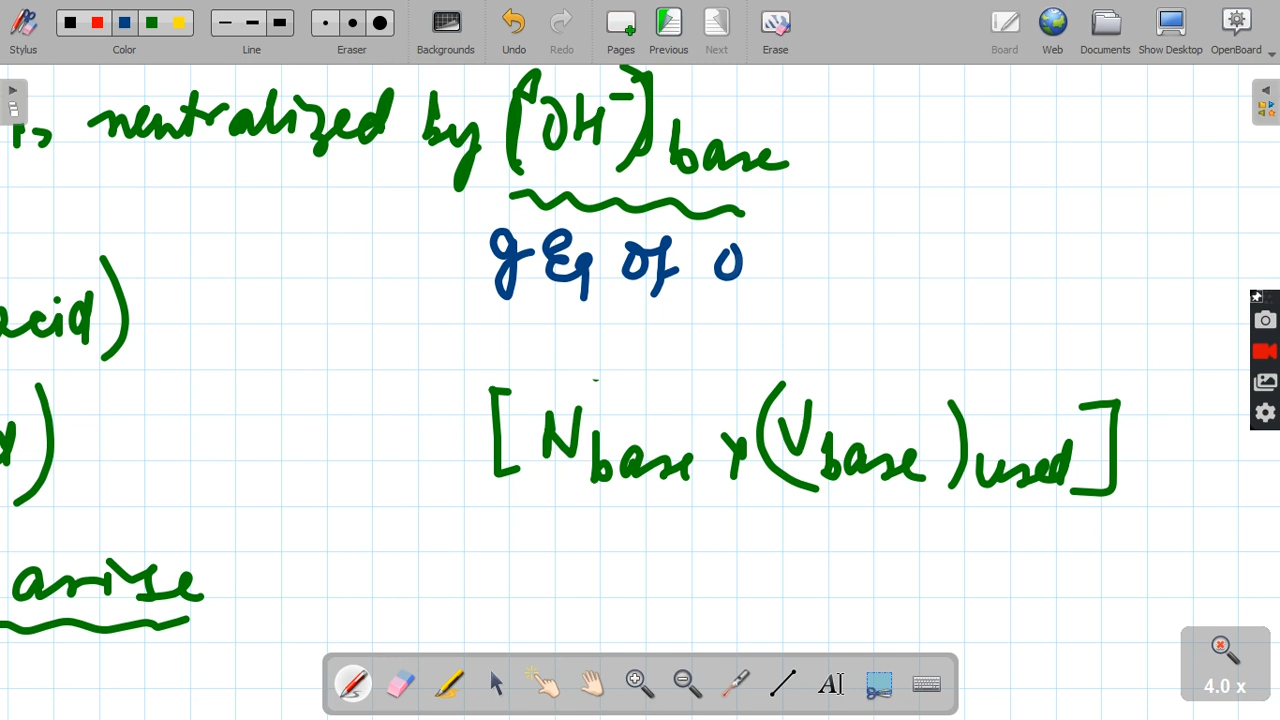 Stylus Color Line Eraser Backgrounds Undo Redo Pages Previous Next Erase Board Web Documents Show Desktop OpenBoard
is neutralized by [OH⁻]base
gEq of O
acid)
[Nbase × (Vbase)used]
d)
arise
4.0 x